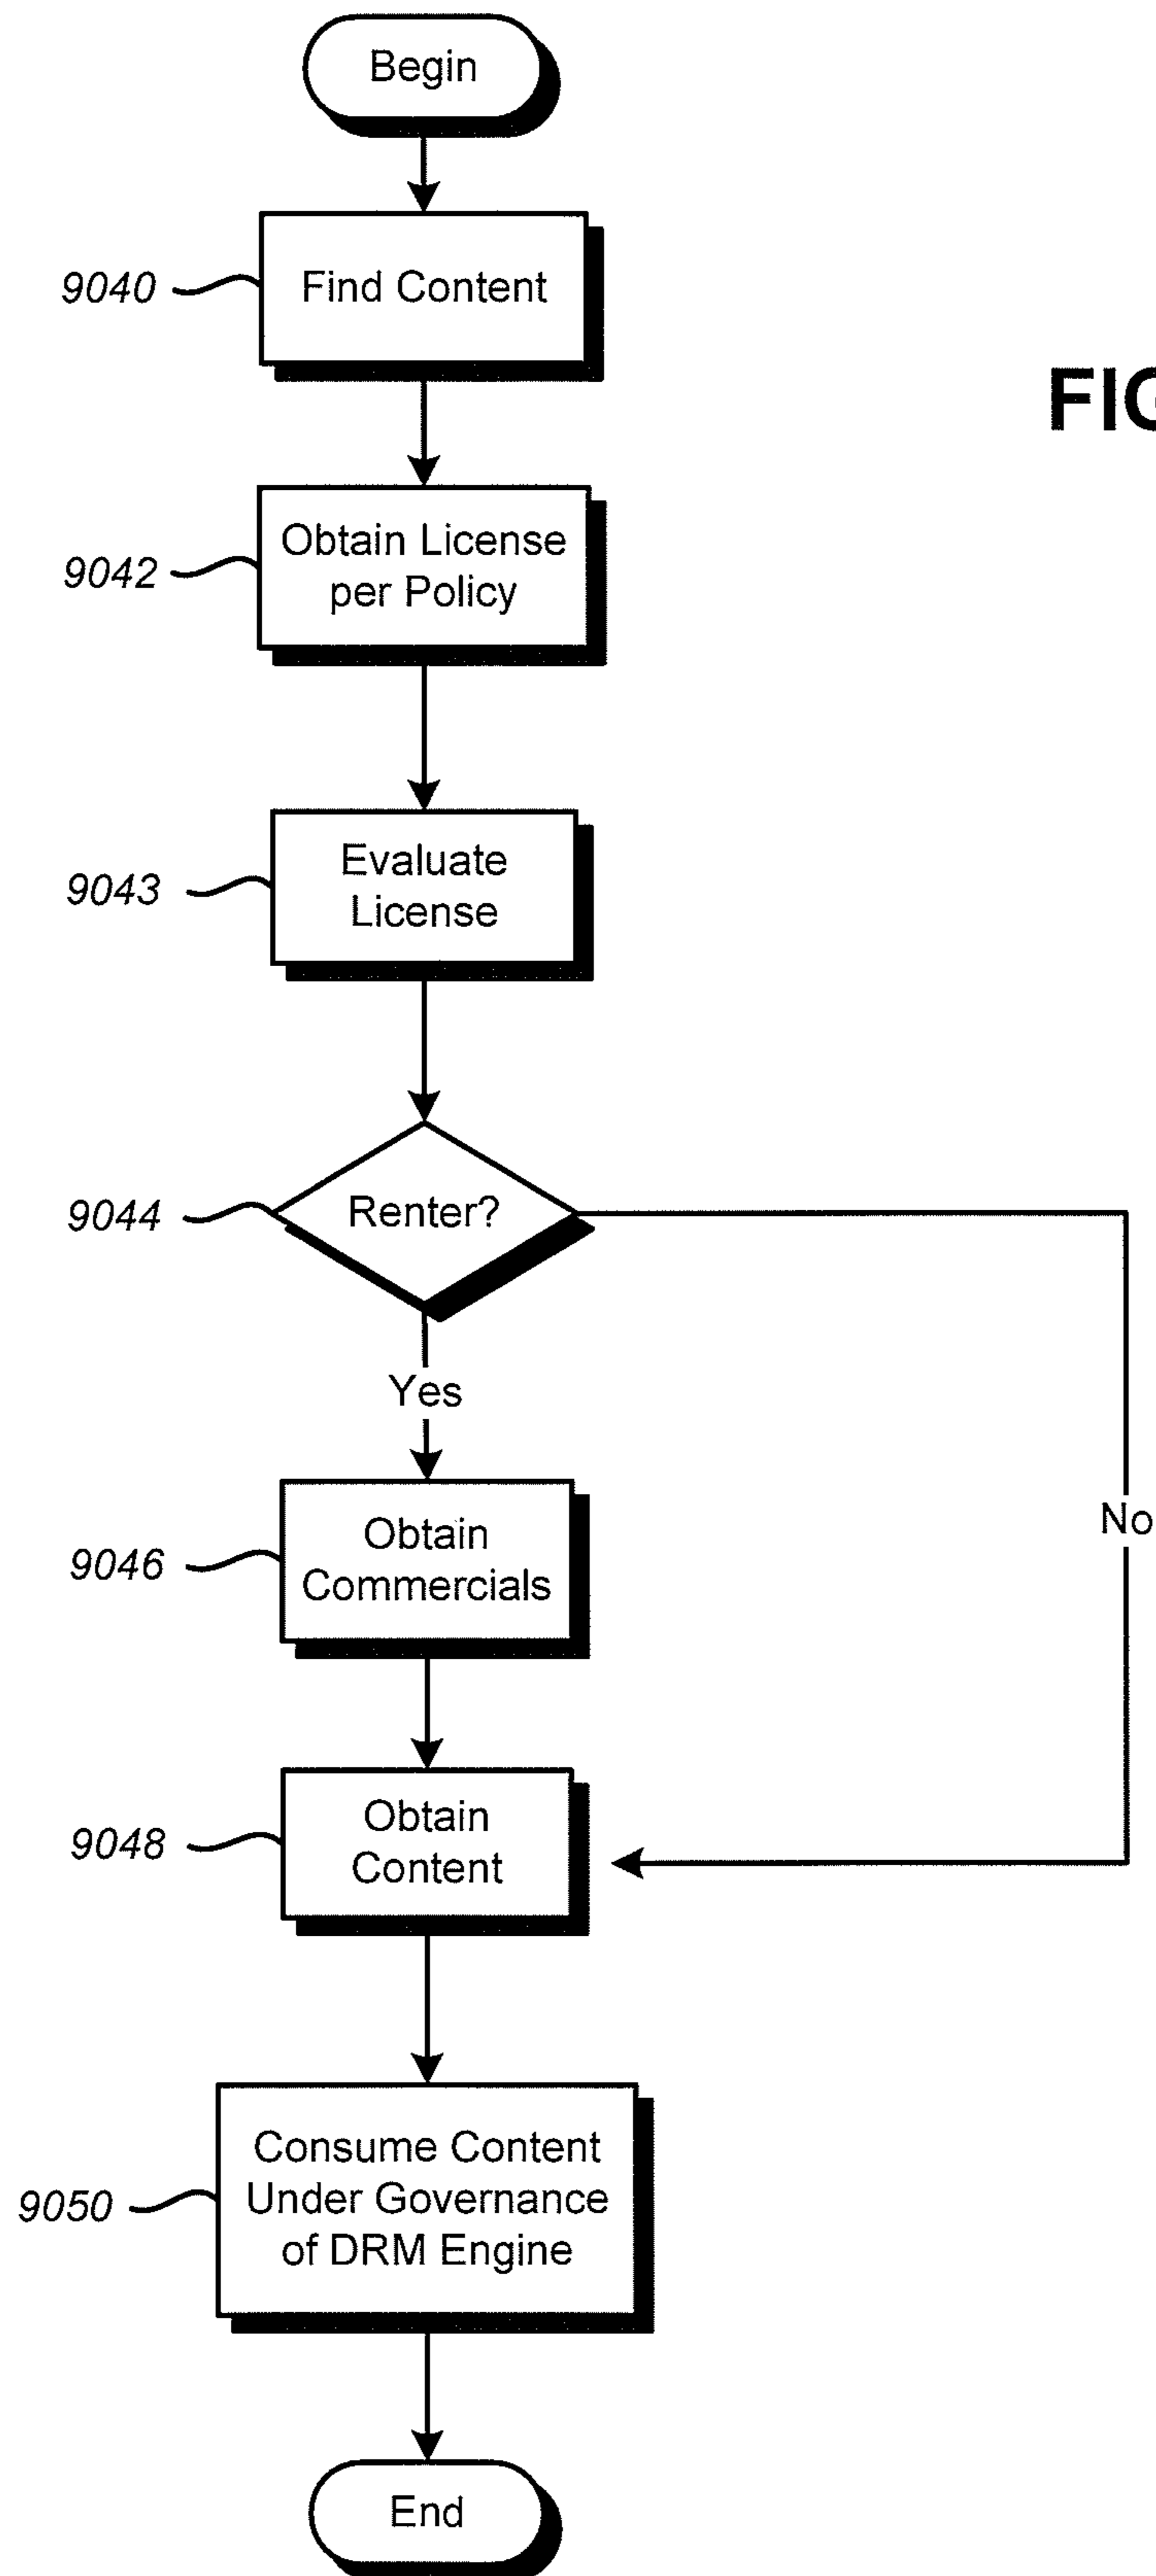 Begin
9040
Find Content
FIG
9042
Obtain License
per Policy
9043
Evaluate
License
9044
Renter?
Yes
No
9046
Obtain
Commercials
9048
Obtain
Content
9050
Consume Content
Under Governance
of DRM Engine
End